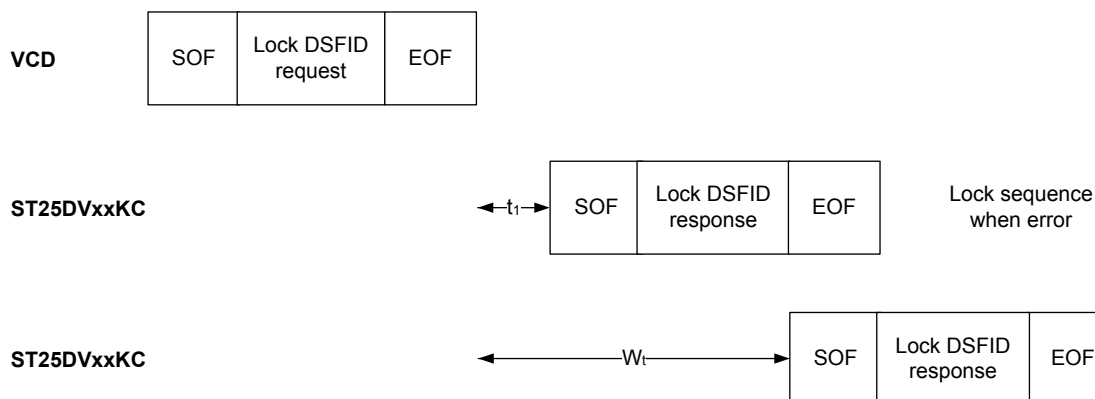 VCD
SOF
Lock DSFID
request
EOF
ST25DVxxKC
t1
SOF
Lock DSFID
response
EOF
Lock sequence
when error
ST25DVxxKC
Wt
SOF
Lock DSFID
response
EOF